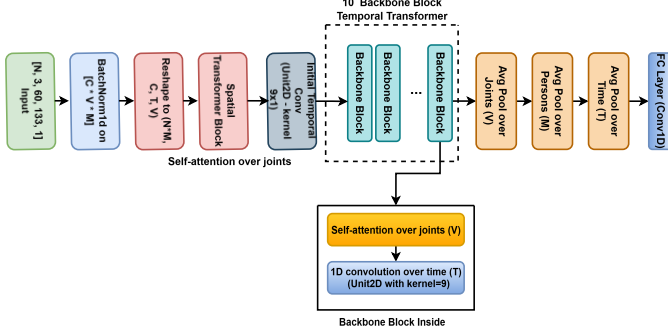 10 Backbone Block
Temporal Transformer
[N, 3, 60, 133, 1]
Input
BatchNorm1d on
[C * V * M]
Reshape to (N*M,
C, T, V)
Spatial
Transformer Block
Initial Temporal
Conv
(Unit2D - kernel
9x1)
Backbone Block
Backbone Block
...
Backbone Block
Avg Pool over
Joints (V)
Avg Pool over
Persons (M)
Avg Pool over
Time (T)
FC Layer (Conv1D)
Self-attention over joints
Self-attention over joints (V)
1D convolution over time (T)
(Unit2D with kernel=9)
Backbone Block Inside